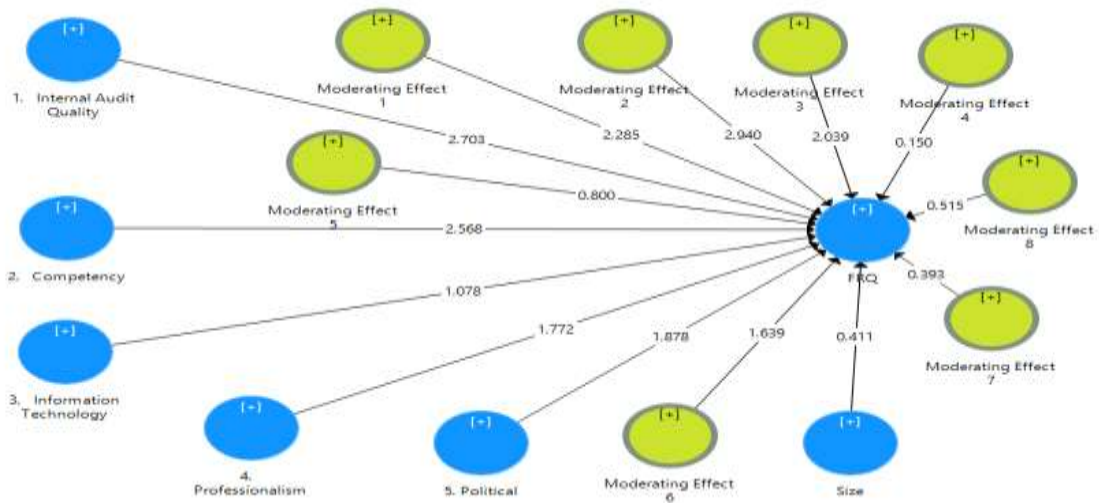 [+]
1. Internal Audit
Quality
[+]
Moderating Effect
1
[+]
Moderating Effect
2
[+]
Moderating Effect
3
[+]
Moderating Effect
4
2.703
2.285
2.940
2.039
0.150
[+]
Moderating Effect
5
0.800
[+]
Moderating Effect
8
0.515
[+]
2. Competency
2.568
[+]
FRQ
0.393
[+]
Moderating Effect
7
[+]
3. Information
Technology
1.078
1.772
1.878
1.639
0.411
[+]
4.
Professionalism
[+]
5. Political
[+]
Moderating Effect
6
[+]
Size